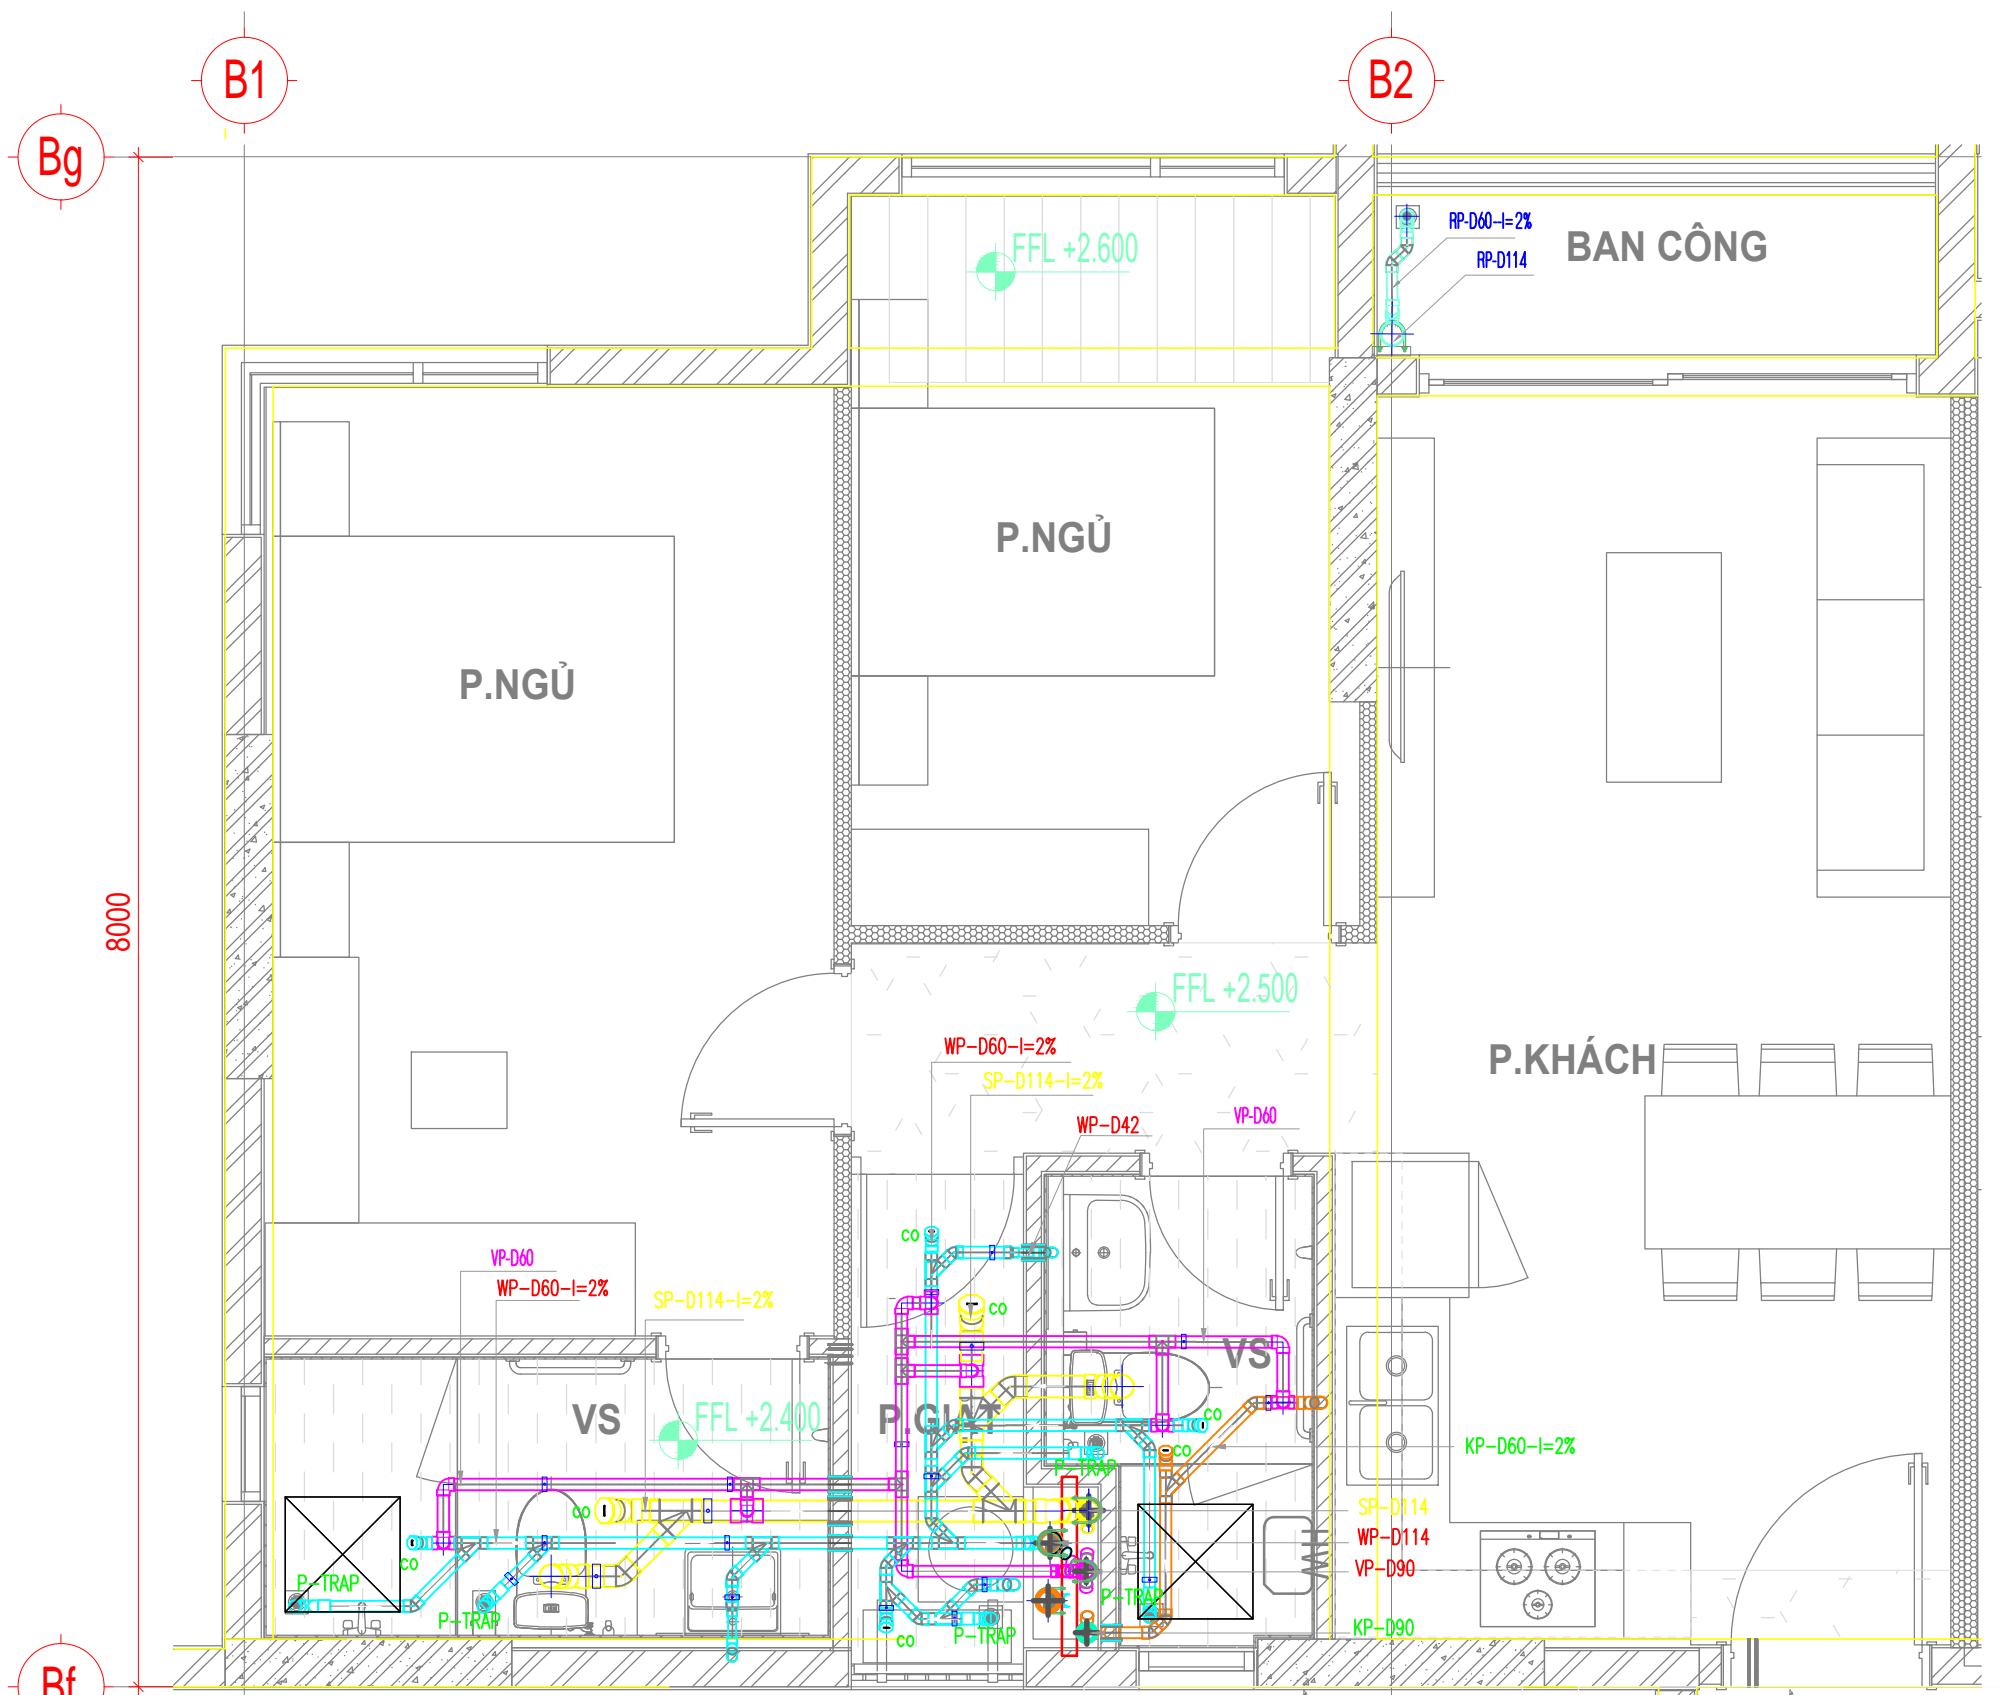 B1
B2
Bg
RP-D60-I=2%
BAN CÔNG
FFL +2.600
RP-D114
P.NGỦ
P.NGỦ
8000
FFL +2.500
WP-D60-I=2%
P.KHÁCH
SP-D114-I=2%
WP-D42
VP-D60
CO
VP-D60
WP-D60-I=2%
SP-D114-I=2%
CO
VS
VS
FFL +2.400
P.GIẶT
CO
KP-D60-I=2%
CO
P-TRAP
CO
SP-D114
WP-D114
HW
CO
VP-D90
P-TRAP
P-TRAP
P-TRAP
P-TRAP
KP-D90
CO
Bf